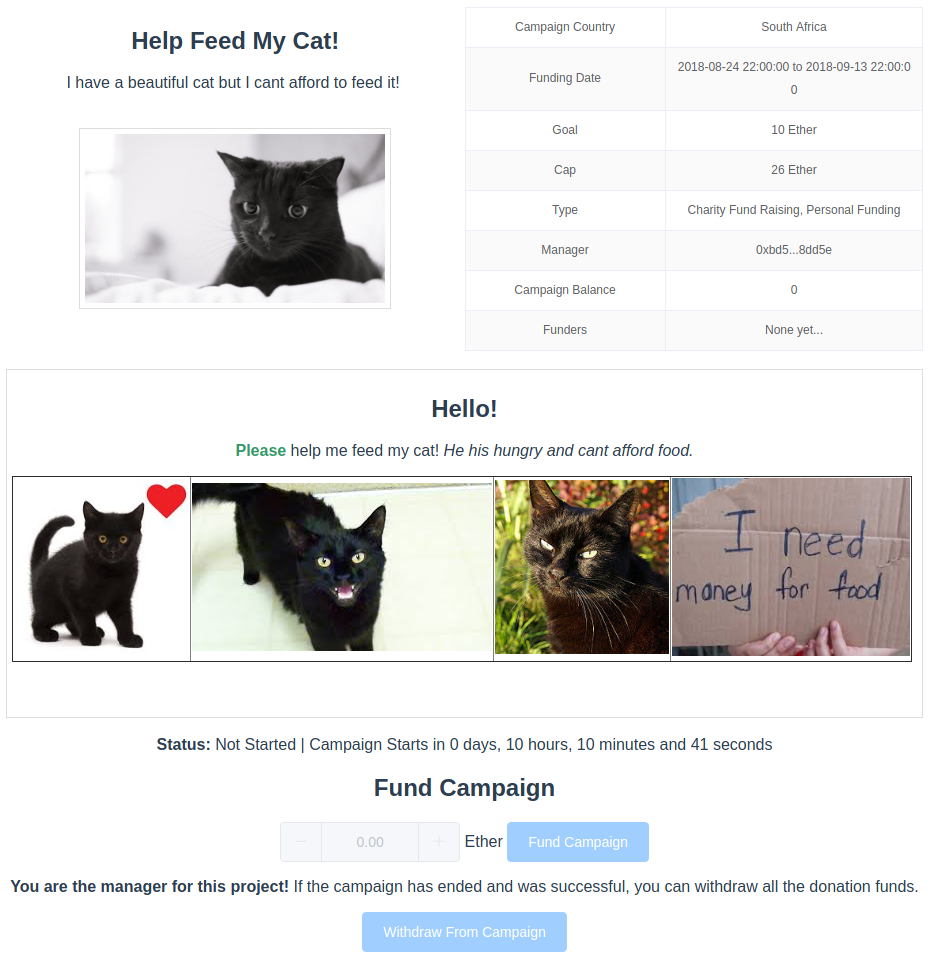 Help Feed My Cat!
I have a beautiful cat but I cant afford to feed it!
Campaign Country South Africa
Funding Date 2018-08-24 22:00:00 to 2018-09-13 22:00:0
0
Goal 10 Ether
Cap 26 Ether
Type Charity Fund Raising, Personal Funding
Manager 0xbd5...8dd5e
Campaign Balance 0
Funders None yet...
Hello!
Please help me feed my cat! He his hungry and cant afford food.
I need
money for food
Status: Not Started | Campaign Starts in 0 days, 10 hours, 10 minutes and 41 seconds
Fund Campaign
− 0.00 + Ether Fund Campaign
You are the manager for this project! If the campaign has ended and was successful, you can withdraw all the donation funds.
Withdraw From Campaign